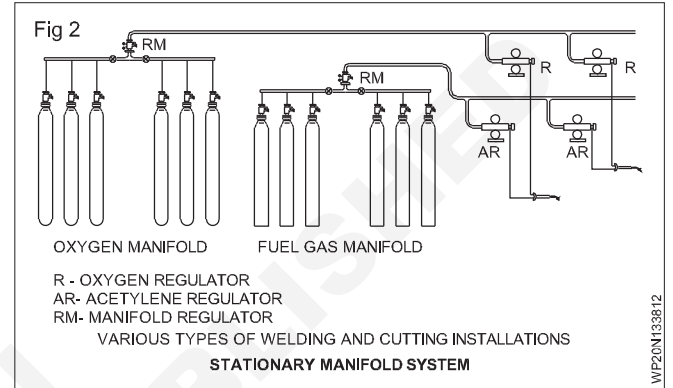 Fig 2
RM
RM
R
R
AR
AR
OXYGEN MANIFOLD
FUEL GAS MANIFOLD
R - OXYGEN REGULATOR
AR- ACETYLENE REGULATOR
RM- MANIFOLD REGULATOR
VARIOUS TYPES OF WELDING AND CUTTING INSTALLATIONS
STATIONARY MANIFOLD SYSTEM
WP20N133812